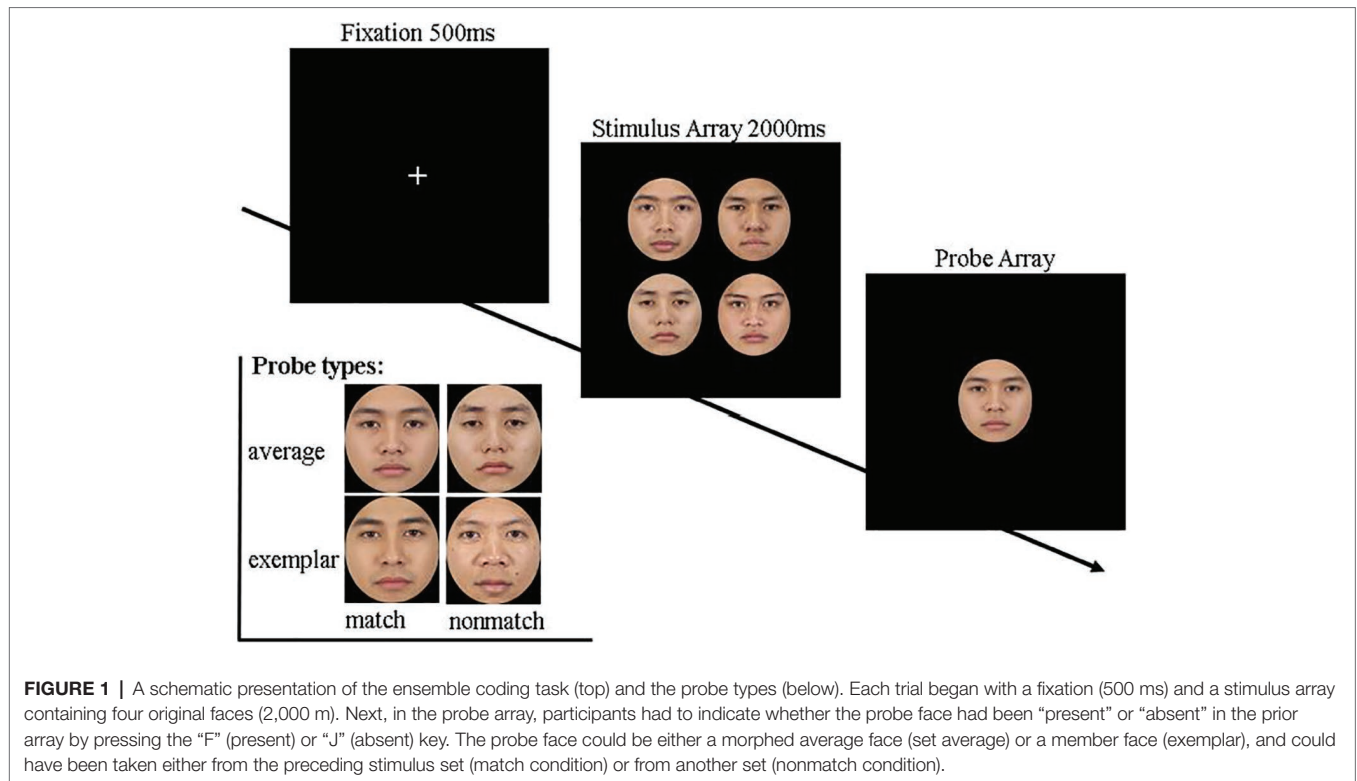 Fixation 500ms
Stimulus Array 2000ms
Probe Array
Probe types:
average
exemplar
match nonmatch
FIGURE 1 | A schematic presentation of the ensemble coding task (top) and the probe types (below). Each trial began with a fixation (500 ms) and a stimulus array
containing four original faces (2,000 m). Next, in the probe array, participants had to indicate whether the probe face had been “present” or “absent” in the prior
array by pressing the “F” (present) or “J” (absent) key. The probe face could be either a morphed average face (set average) or a member face (exemplar), and could
have been taken either from the preceding stimulus set (match condition) or from another set (nonmatch condition).